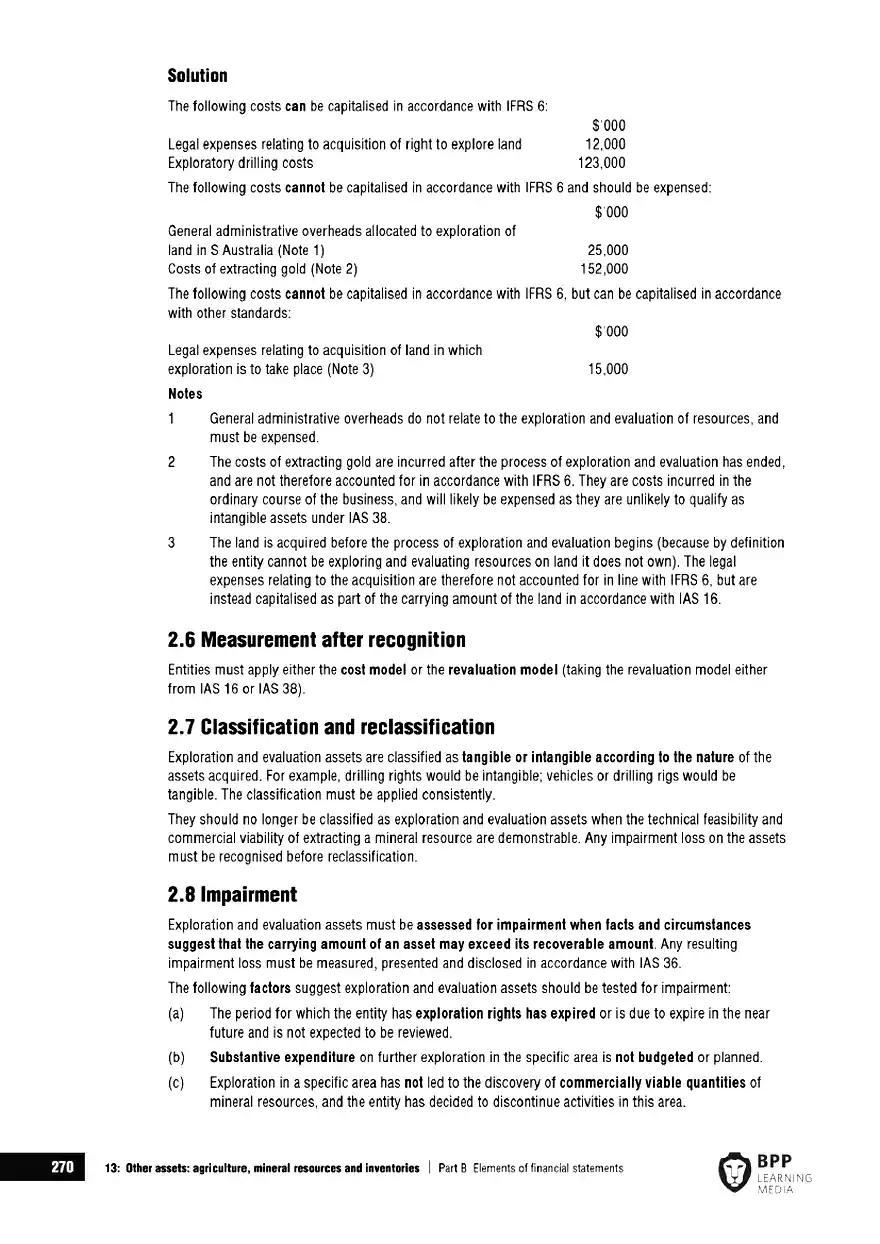 Solution
The following costs can be capitalised in accordance with IFRS 6:
$'000
Legal expenses relating to acquisition of right to explore land 12,000
Exploratory drilling costs 123,000
The following costs cannot be capitalised in accordance with IFRS 6 and should be expensed:
$'000
General administrative overheads allocated to exploration of
land in S Australia (Note 1) 25,000
Costs of extracting gold (Note 2) 152,000
The following costs cannot be capitalised in accordance with IFRS 6, but can be capitalised in accordance
with other standards:
$'000
Legal expenses relating to acquisition of land in which
exploration is to take place (Note 3) 15,000
Notes
1 General administrative overheads do not relate to the exploration and evaluation of resources, and
must be expensed.
2 The costs of extracting gold are incurred after the process of exploration and evaluation has ended,
and are not therefore accounted for in accordance with IFRS 6. They are costs incurred in the
ordinary course of the business, and will likely be expensed as they are unlikely to qualify as
intangible assets under IAS 38.
3 The land is acquired before the process of exploration and evaluation begins (because by definition
the entity cannot be exploring and evaluating resources on land it does not own). The legal
expenses relating to the acquisition are therefore not accounted for in line with IFRS 6, but are
instead capitalised as part of the carrying amount of the land in accordance with IAS 16.
2.6 Measurement after recognition
Entities must apply either the cost model or the revaluation model (taking the revaluation model either
from IAS 16 or IAS 38).
2.7 Classification and reclassification
Exploration and evaluation assets are classified as tangible or intangible according to the nature of the
assets acquired. For example, drilling rights would be intangible; vehicles or drilling rigs would be
tangible. The classification must be applied consistently.
They should no longer be classified as exploration and evaluation assets when the technical feasibility and
commercial viability of extracting a mineral resource are demonstrable. Any impairment loss on the assets
must be recognised before reclassification.
2.8 Impairment
Exploration and evaluation assets must be assessed for impairment when facts and circumstances
suggest that the carrying amount of an asset may exceed its recoverable amount. Any resulting
impairment loss must be measured, presented and disclosed in accordance with IAS 36.
The following factors suggest exploration and evaluation assets should be tested for impairment:
(a) The period for which the entity has exploration rights has expired or is due to expire in the near
future and is not expected to be reviewed.
(b) Substantive expenditure on further exploration in the specific area is not budgeted or planned.
(c) Exploration in a specific area has not led to the discovery of commercially viable quantities of
mineral resources, and the entity has decided to discontinue activities in this area.
270 13: Other assets: agriculture, mineral resources and inventories | Part B Elements of financial statements
BPP
LEARNING
MEDIA